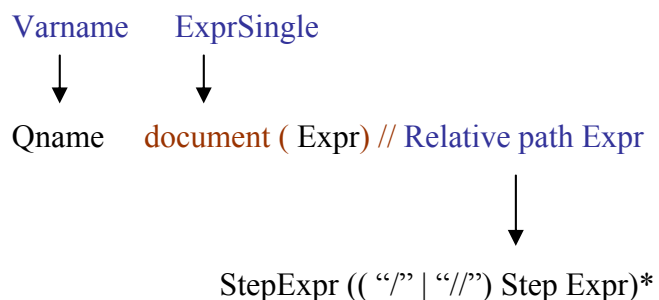 Varname ExprSingle
Qname document ( Expr) // Relative path Expr
StepExpr (( “/” | “//”) Step Expr)*